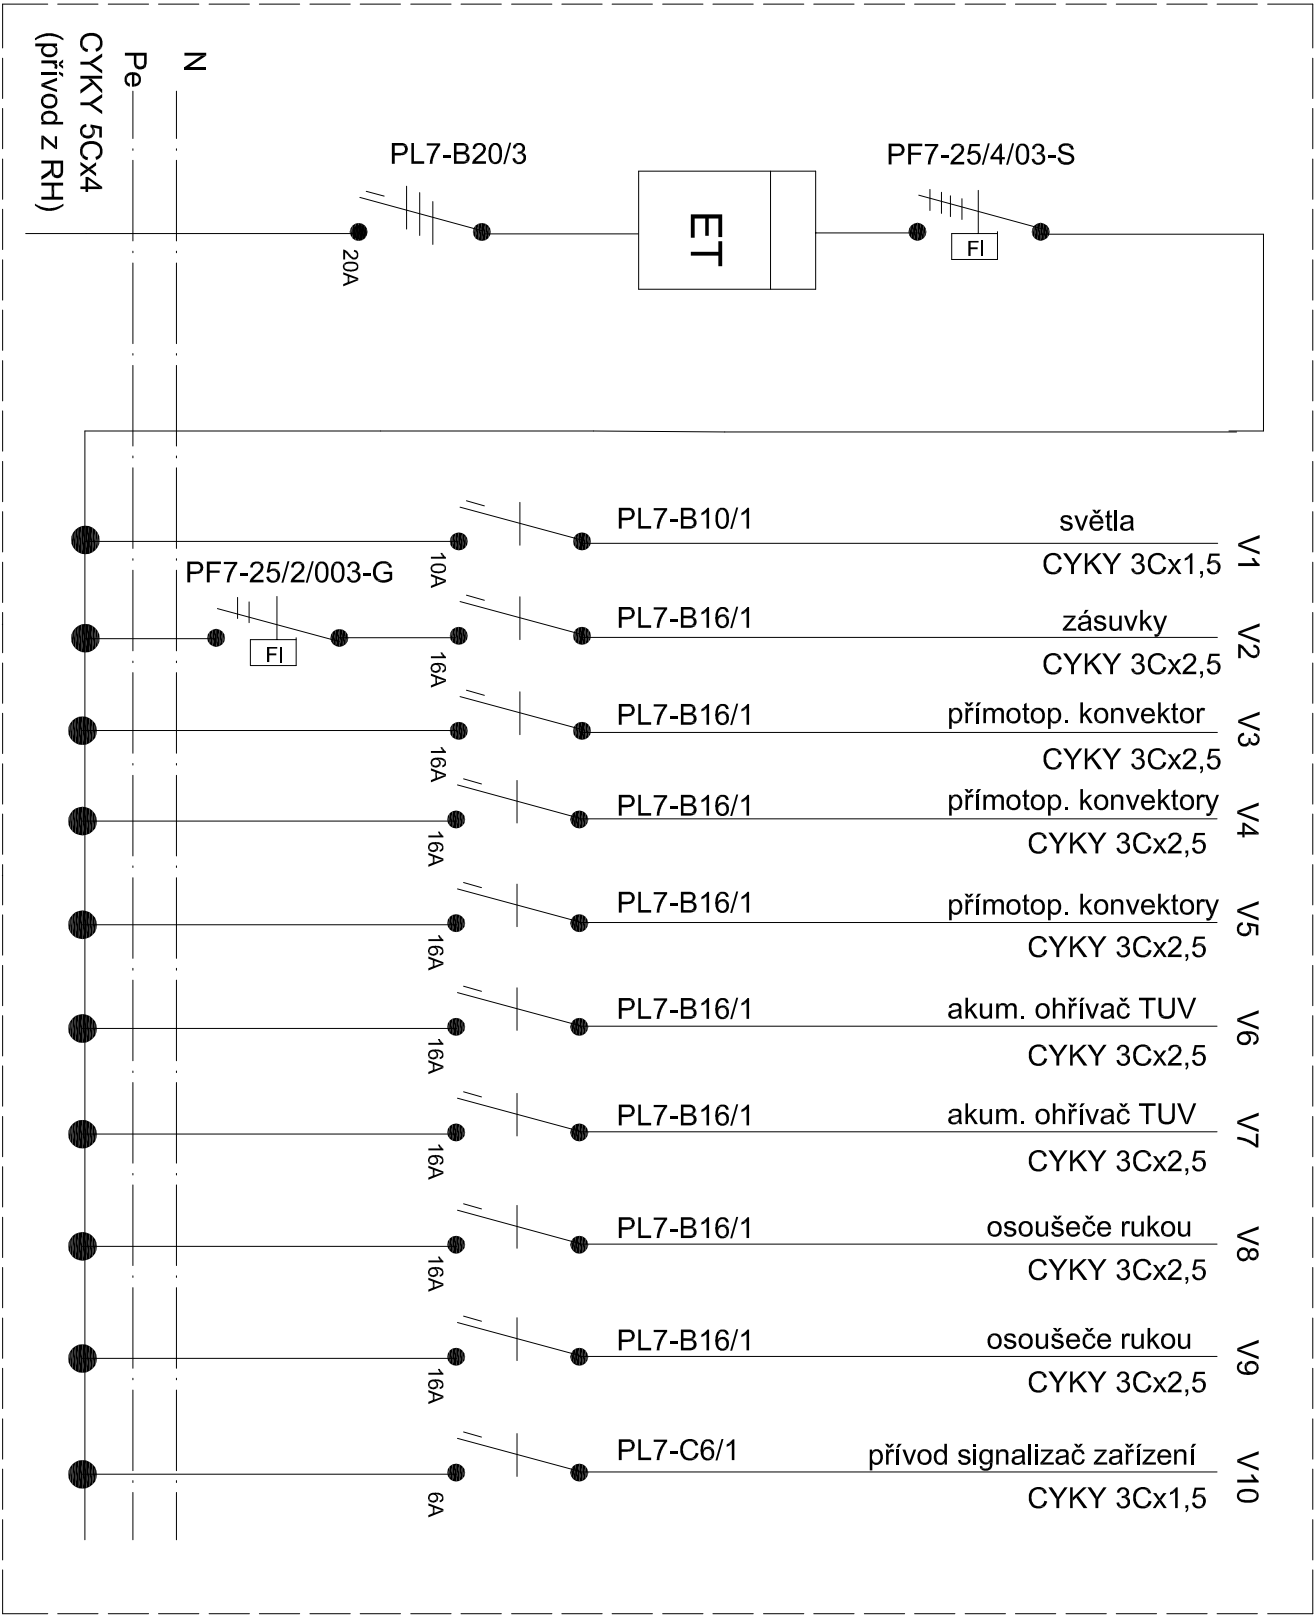 CYKY 5Cx4
(přívod z RH)
Pe
N
PL7-B20/3
20A
ET
PF7-25/4/03-S
FI
PL7-B10/1
10A
světla
CYKY 3Cx1,5
V1
PF7-25/2/003-G
FI
PL7-B16/1
16A
zásuvky
CYKY 3Cx2,5
V2
PL7-B16/1
16A
přímotop. konvektor
CYKY 3Cx2,5
V3
PL7-B16/1
16A
přímotop. konvektory
CYKY 3Cx2,5
V4
PL7-B16/1
16A
přímotop. konvektory
CYKY 3Cx2,5
V5
PL7-B16/1
16A
akum. ohřívač TUV
CYKY 3Cx2,5
V6
PL7-B16/1
16A
akum. ohřívač TUV
CYKY 3Cx2,5
V7
PL7-B16/1
16A
osoušeče rukou
CYKY 3Cx2,5
V8
PL7-B16/1
16A
osoušeče rukou
CYKY 3Cx2,5
V9
PL7-C6/1
6A
přívod signalizač zařízení
CYKY 3Cx1,5
V10